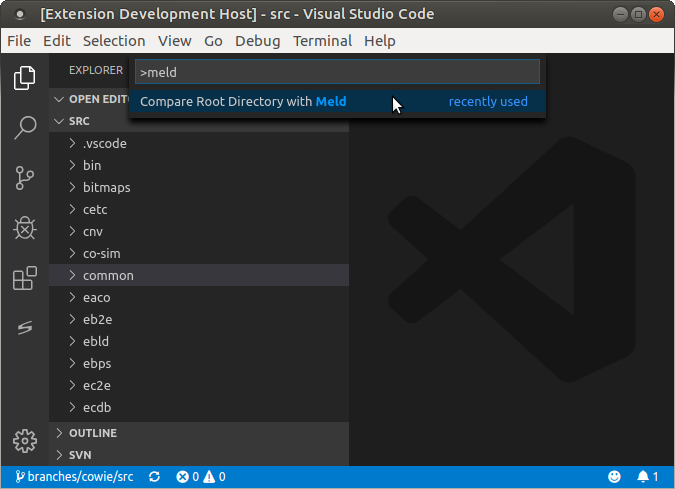 [Extension Development Host] - src - Visual Studio Code
File Edit Selection View Go Debug Terminal Help
EXPLORER
>meld
Compare Root Directory with Meld recently used
OPEN EDITO
SRC
.vscode
bin
bitmaps
cetc
cnv
co-sim
common
eaco
eb2e
ebld
ebps
ec2e
ecdb
OUTLINE
SVN
branches/cowie/src 0 0 1